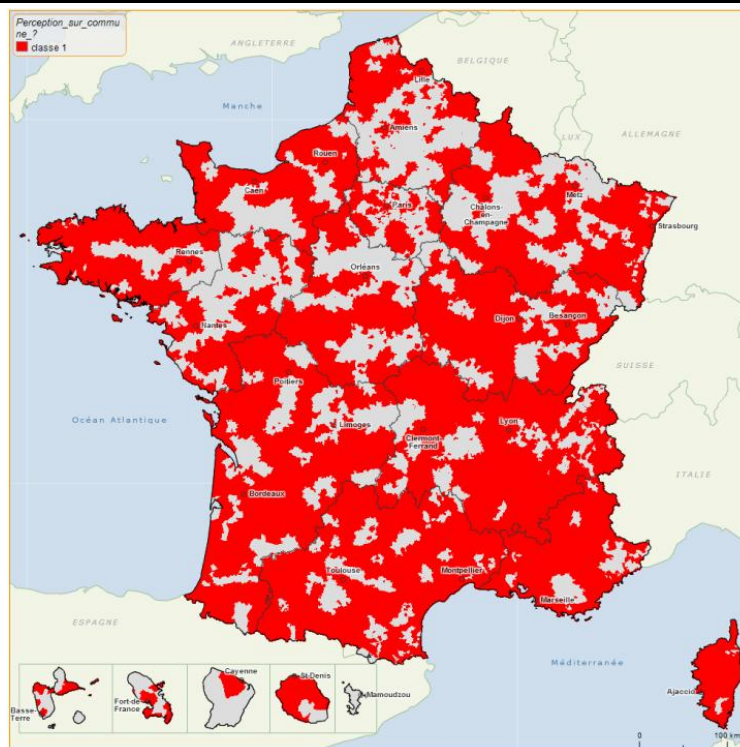 Perception_sur_commu
ne_?
classe 1
ANGLETERRE
BELGIQUE
Lille
Manche
Amiens
LUX.
ALLEMAGNE
Rouen
Caen
Metz
Paris
Châlons-
en-
Champagne
Strasbourg
Rennes
Orléans
Dijon
Besançon
Nantes
SUISSE
Poitiers
Océan Atlantique
Limoges
Clermont
Ferrand
Lyon
ITALIE
Bordeaux
Toulouse
Montpellier
Marseille
ESPAGNE
Méditerranée
Cayenne
St Denis
Mamoudzou
Basse-
Terre
Fort-de-
France
Ajaccio
0 100 km